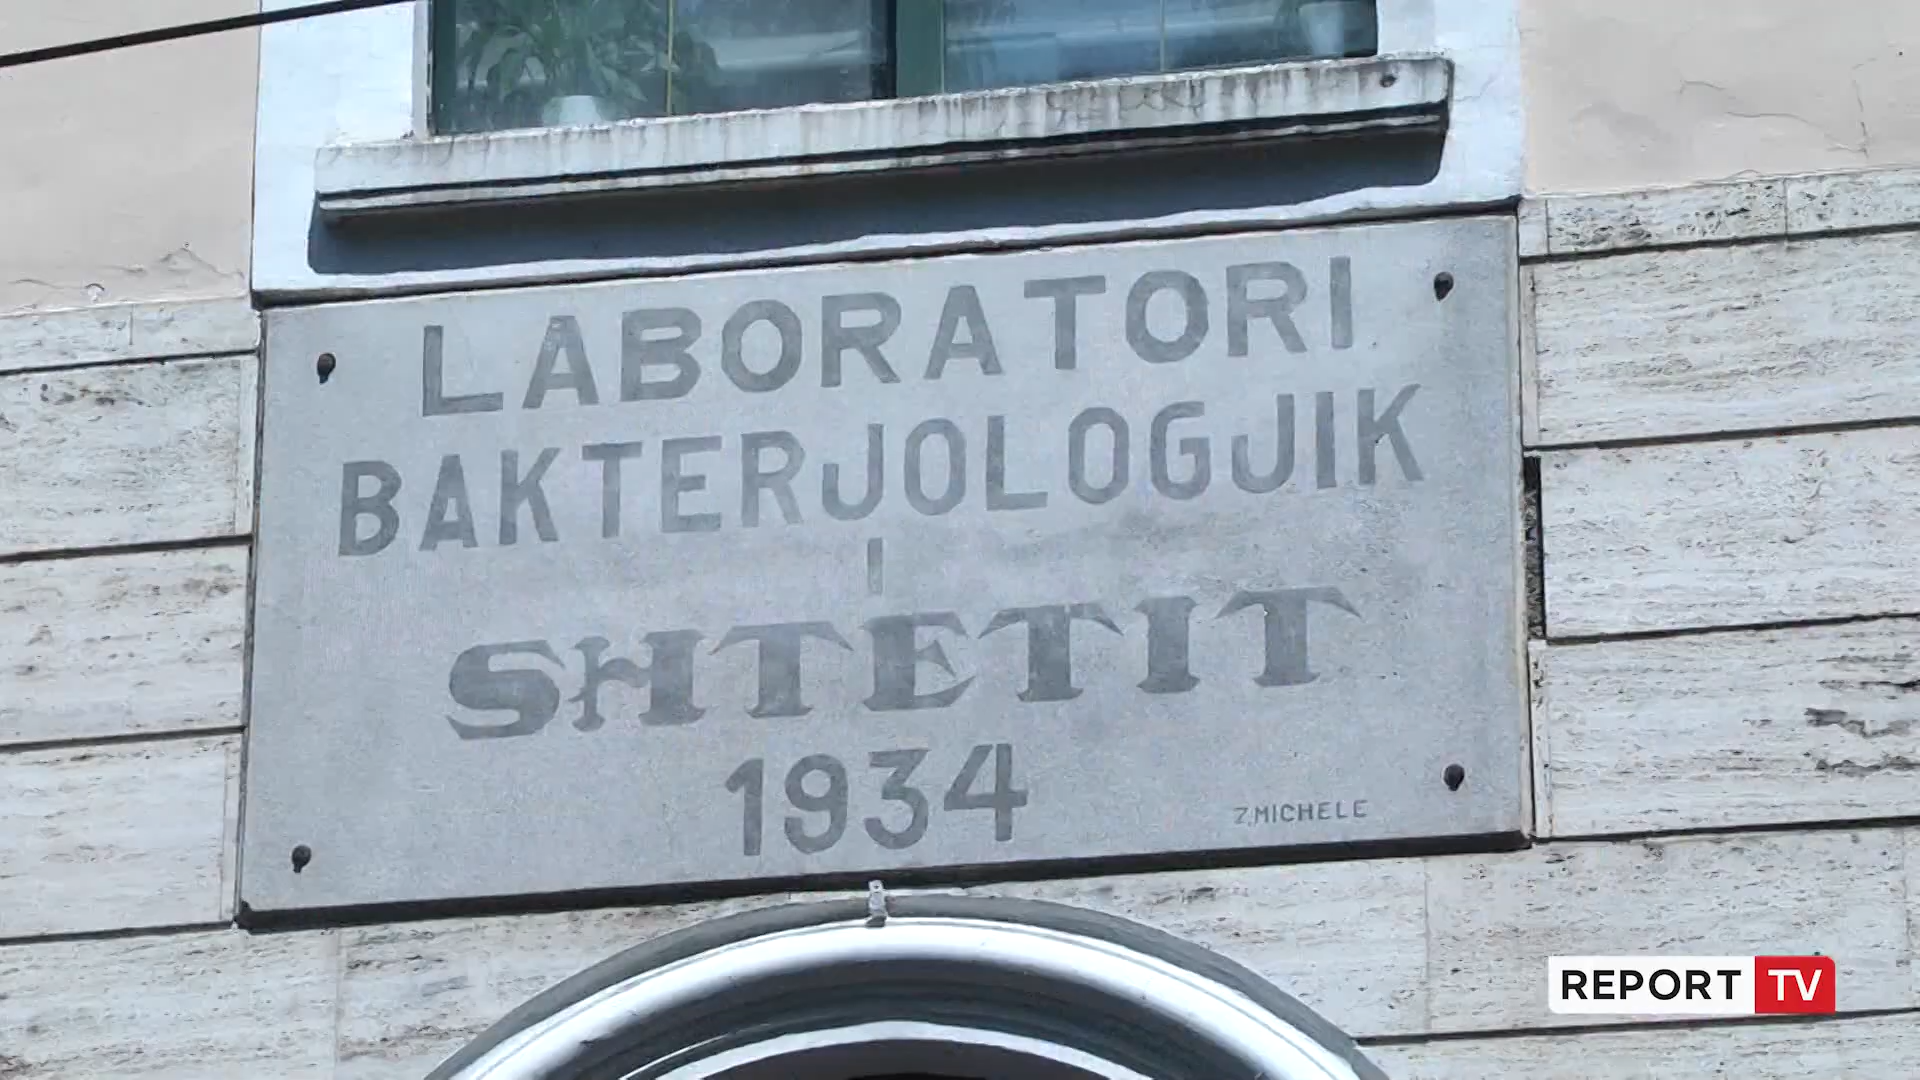 LABORATORI
BAKTERJOLOGJIK
I
SHTETIT
1934
Z.MICHELE
REPORT TV